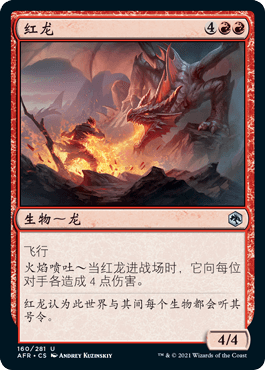 红龙 4
生物～龙
飞行
火焰喷吐～当红龙进战场时，它向每位
对手各造成4点伤害。
红龙认为此世界与其间每个生物都会听其
号令。
4/4
160/281 U
AFR • CS ANDREY KUZINSKIY
™ & © 2021 Wizards of the Coast